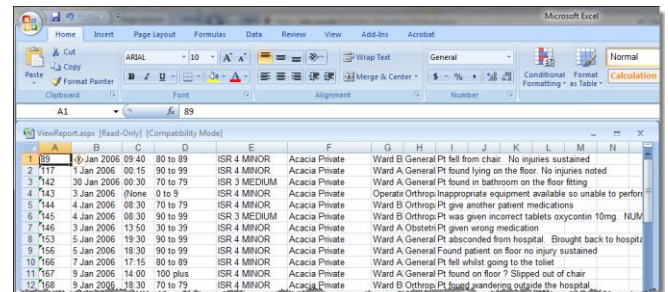 Microsoft Excel
Home Insert Page Layout Formulas Data Review View Add-Ins Acrobat
Cut
Copy
Format Painter
Paste
ARIAL 10
Wrap Text
Merge & Center
General
Conditional Formatting
Format as Table
Normal
Calculation
Clipboard Font Alignment Number
A1 fx 89
ViewReport.aspx [Read-Only] [Compatibility Mode]
A B C D E F G H I J K L M N
1 89 Jan 2006 09:40 80 to 89 ISR 4 MINOR Acacia Private Ward B General Pt fell from chair. No injuries sustained
2 117 1 Jan 2006 00:15 90 to 99 ISR 4 MINOR Acacia Private Ward A General Pt found lying on the floor. No injuries noted
3 142 30 Jan 2006 00:30 70 to 79 ISR 3 MEDIUM Acacia Private Ward A General Pt found in bathroom on the floor fitting
4 143 3 Jan 2006 (None 0 to 9 ISR 4 MINOR Acacia Private Operatin Orthrop Inappropriate equipment available so unable to perfor
5 144 4 Jan 2006 08:30 70 to 79 ISR 4 MINOR Acacia Private Ward B Orthrop Pt give another patient medications
6 145 4 Jan 2006 08:30 90 to 99 ISR 3 MEDIUM Acacia Private Ward B Orthrop Pt was given incorrect tablets oxycontin 10mg. NUM
7 146 3 Jan 2006 13:50 30 to 39 ISR 4 MINOR Acacia Private Ward A Obstetri Pt given wrong medication
8 153 5 Jan 2006 19:30 90 to 99 ISR 4 MINOR Acacia Private Ward B General Pt absconded from hospital. Brought back to hospita
9 156 5 Jan 2006 18:30 90 to 99 ISR 4 MINOR Acacia Private Ward A General Found patient on floor no injury sustained
10 166 7 Jan 2006 17:15 80 to 89 ISR 4 MINOR Acacia Private Ward A General Pt fell whilst going to the toliet
11 167 9 Jan 2006 14:00 100 plus ISR 4 MINOR Acacia Private Ward A General Pt found on floor ? Slipped out of chair
12 168 9 Jan 2006 18:30 70 to 79 ISR 4 MINOR Acacia Private Ward B Orthrop Pt found wandering outside the hospital